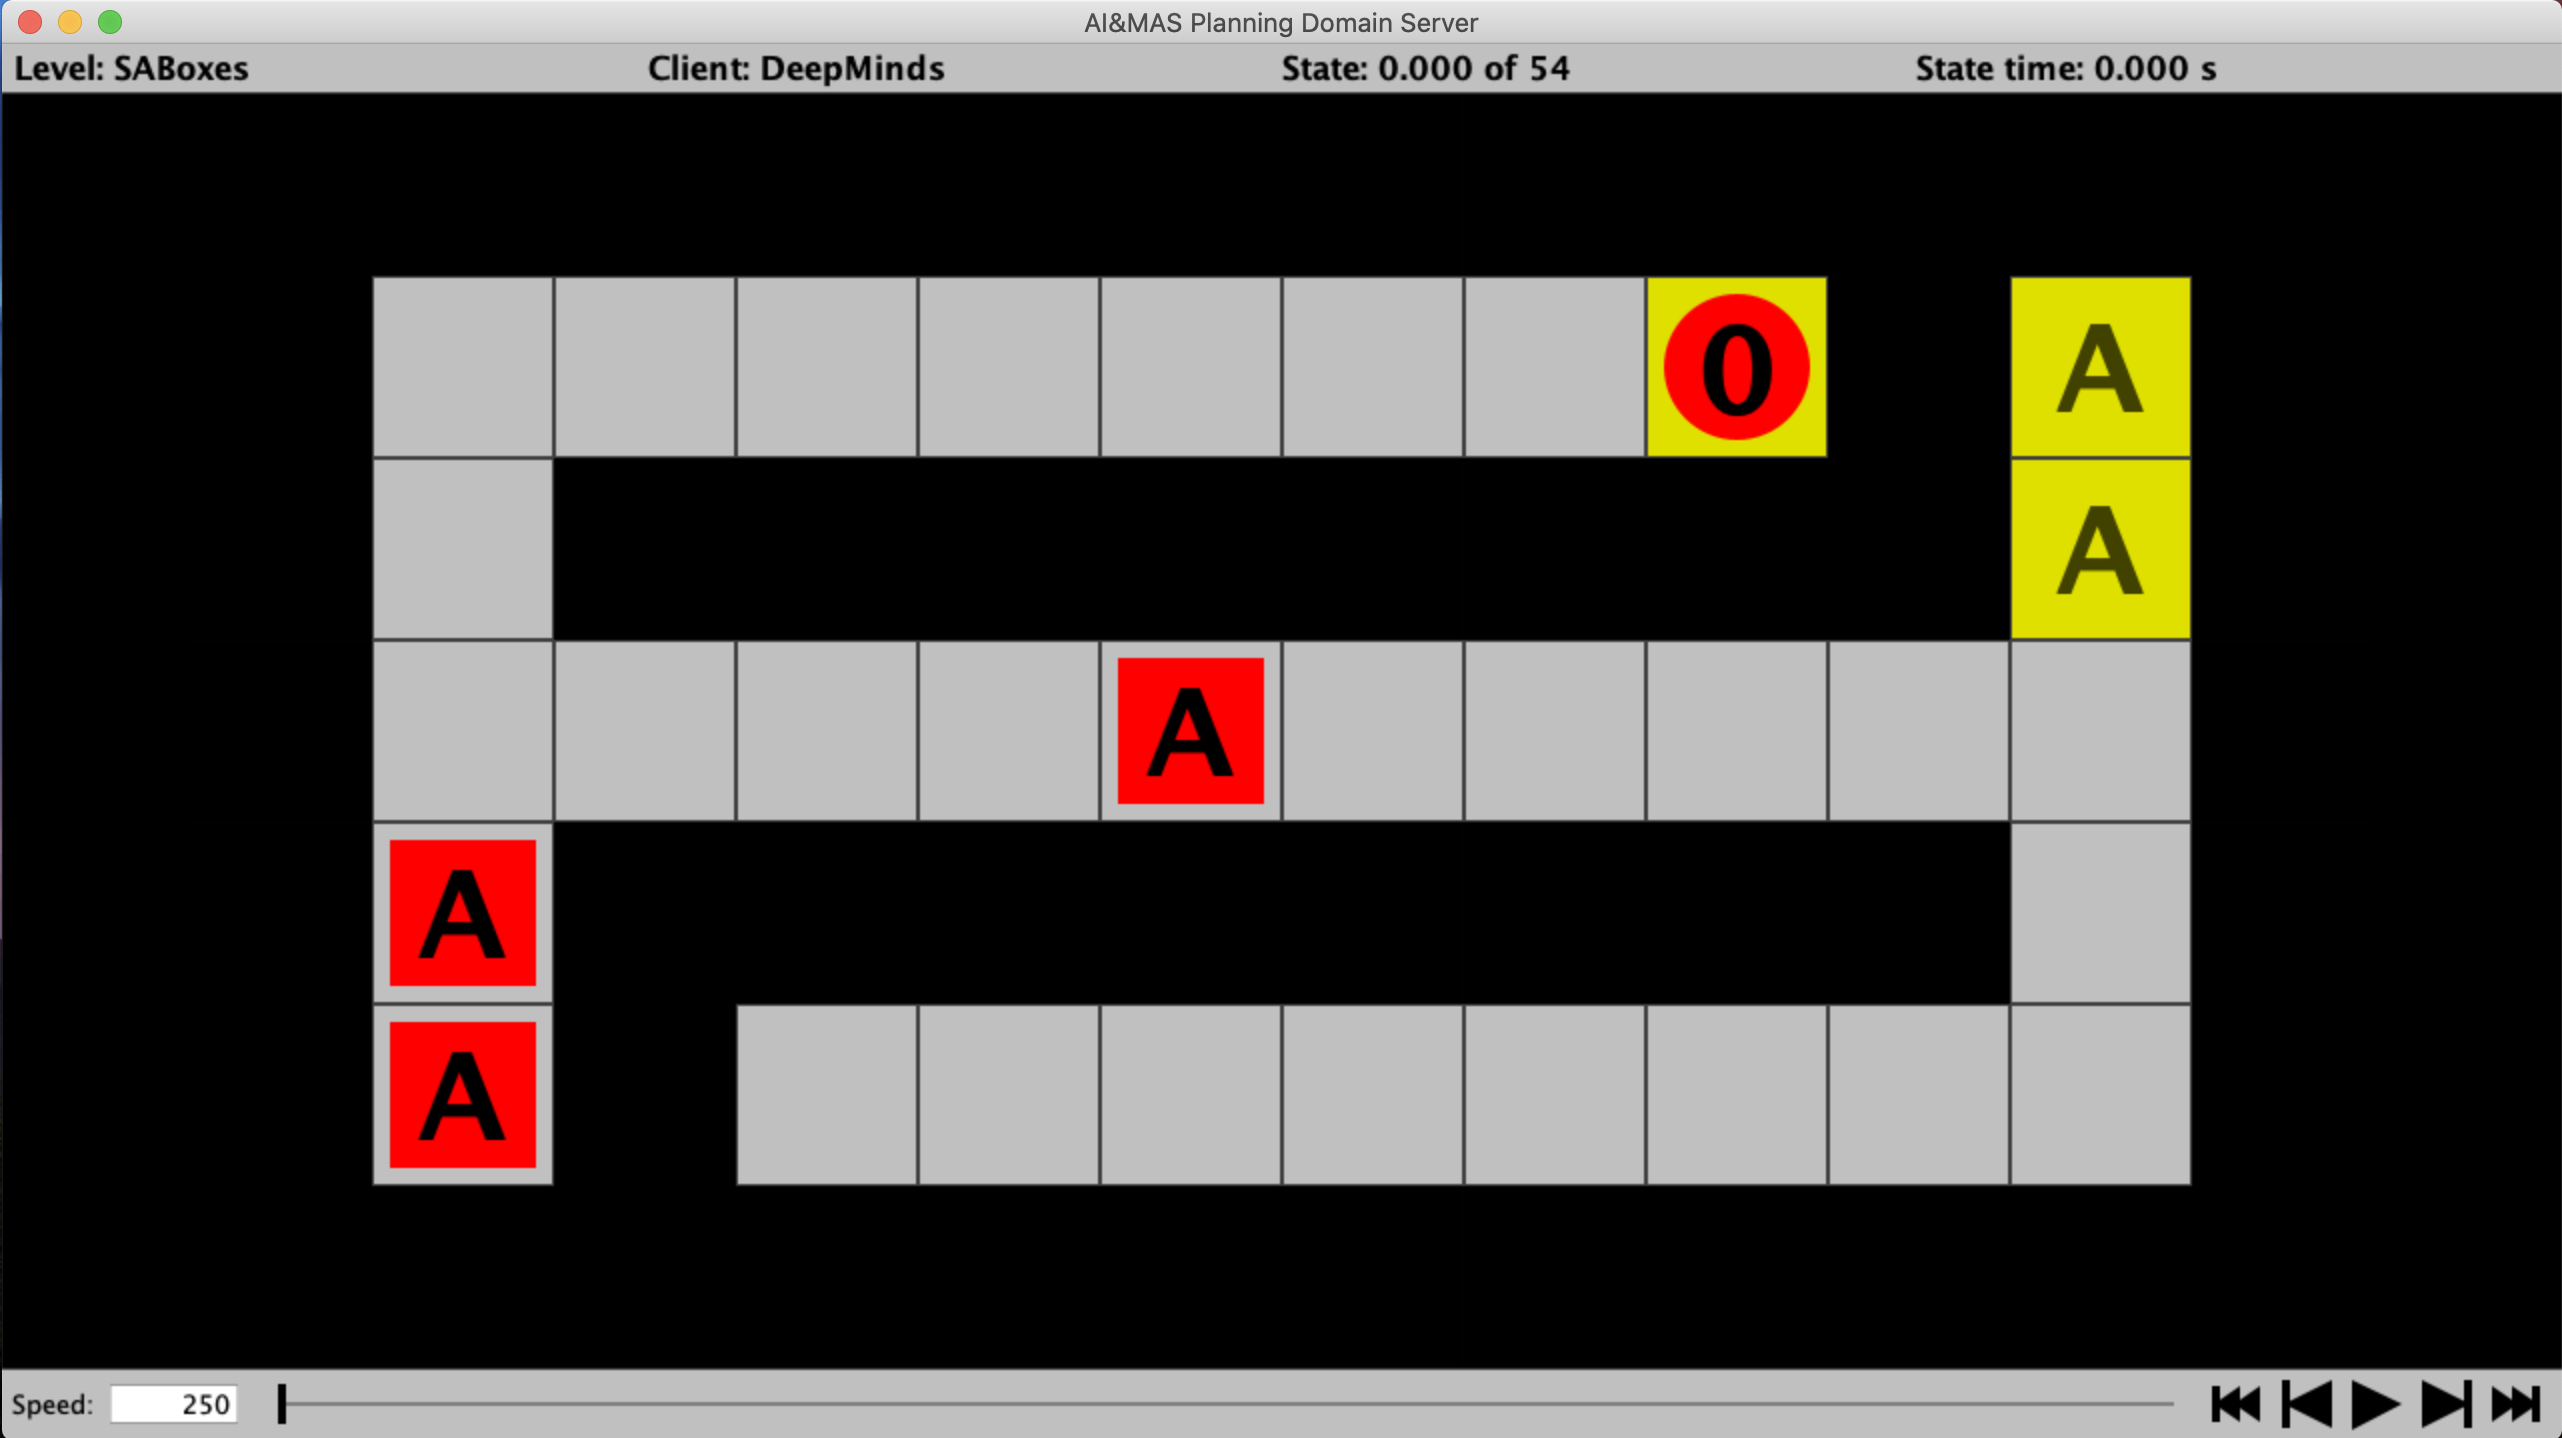 AI&MAS Planning Domain Server
Level: SABoxes Client: DeepMinds State: 0.000 of 54 State time: 0.000 s
0 A
A
A
A
A
Speed: 250